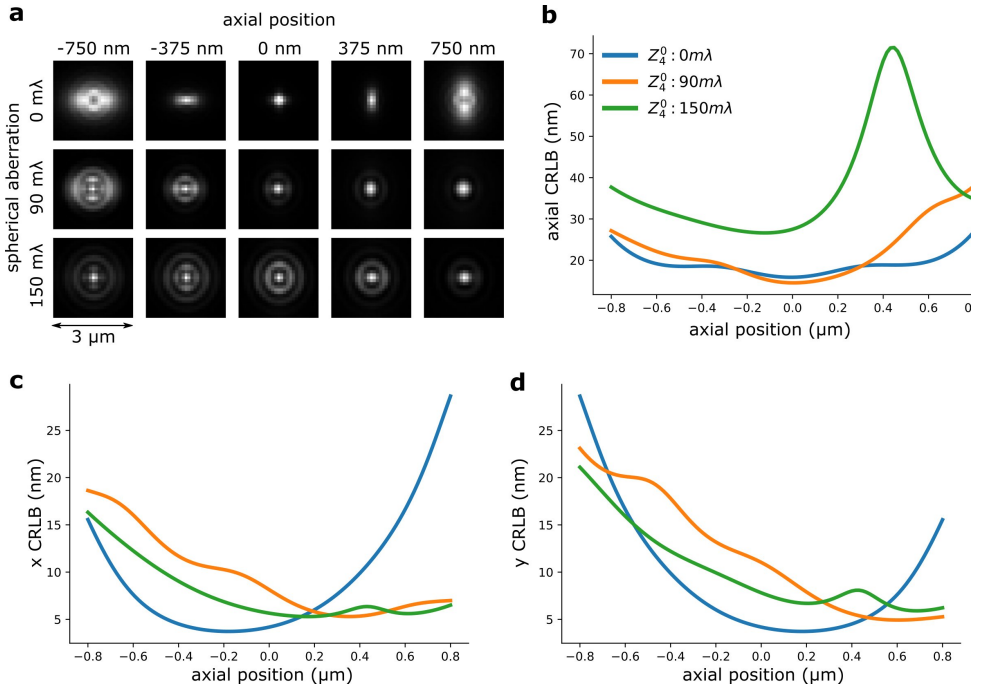 a
axial position
-750 nm -375 nm 0 nm 375 nm 750 nm
spherical aberration
0 mλ
90 mλ
150 mλ
3 µm
b
axial CRLB (nm)
70
60
50
40
30
20
Z₄⁰ : 0mλ
Z₄⁰ : 90mλ
Z₄⁰ : 150mλ
−0.8 −0.6 −0.4 −0.2 0.0 0.2 0.4 0.6 0
axial position (µm)
c
x CRLB (nm)
25
20
15
10
5
−0.8 −0.6 −0.4 −0.2 0.0 0.2 0.4 0.6 0.8
axial position (µm)
d
y CRLB (nm)
25
20
15
10
5
−0.8 −0.6 −0.4 −0.2 0.0 0.2 0.4 0.6 0.8
axial position (µm)